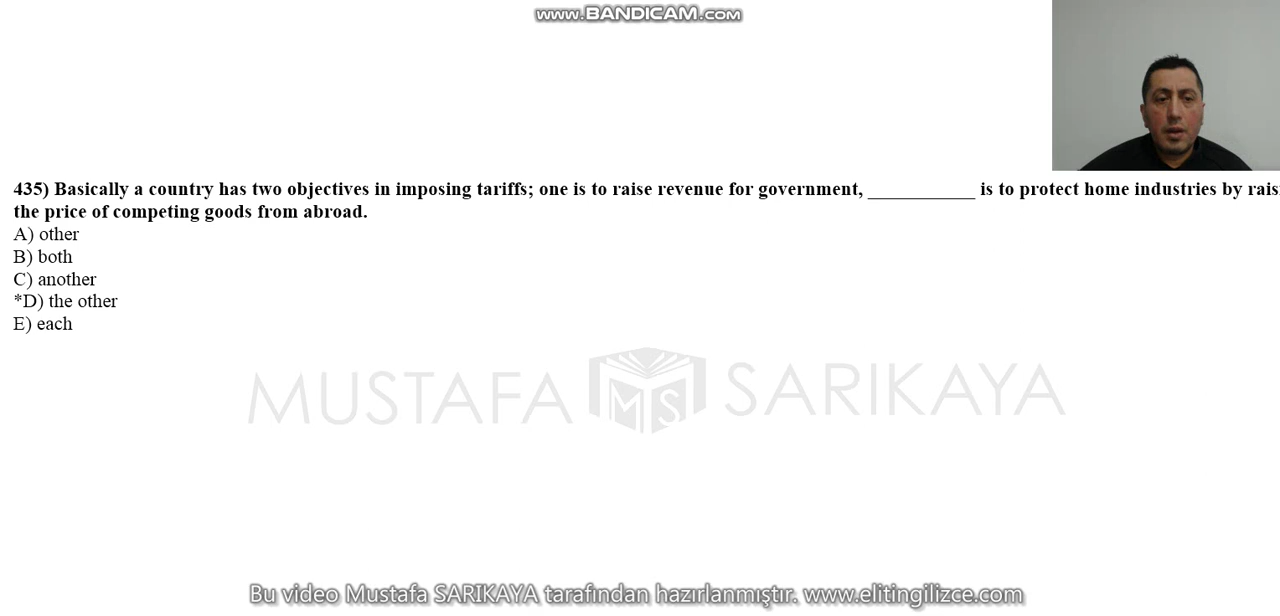 www.BANDICAM.com
435) Basically a country has two objectives in imposing tariffs; one is to raise revenue for government, ___________ is to protect home industries by rais
the price of competing goods from abroad.
A) other
B) both
C) another
*D) the other
E) each
MUSTAFA MS SARIKAYA
Bu video Mustafa SARIKAYA tarafından hazırlanmıştır. www.elitingilizce.com